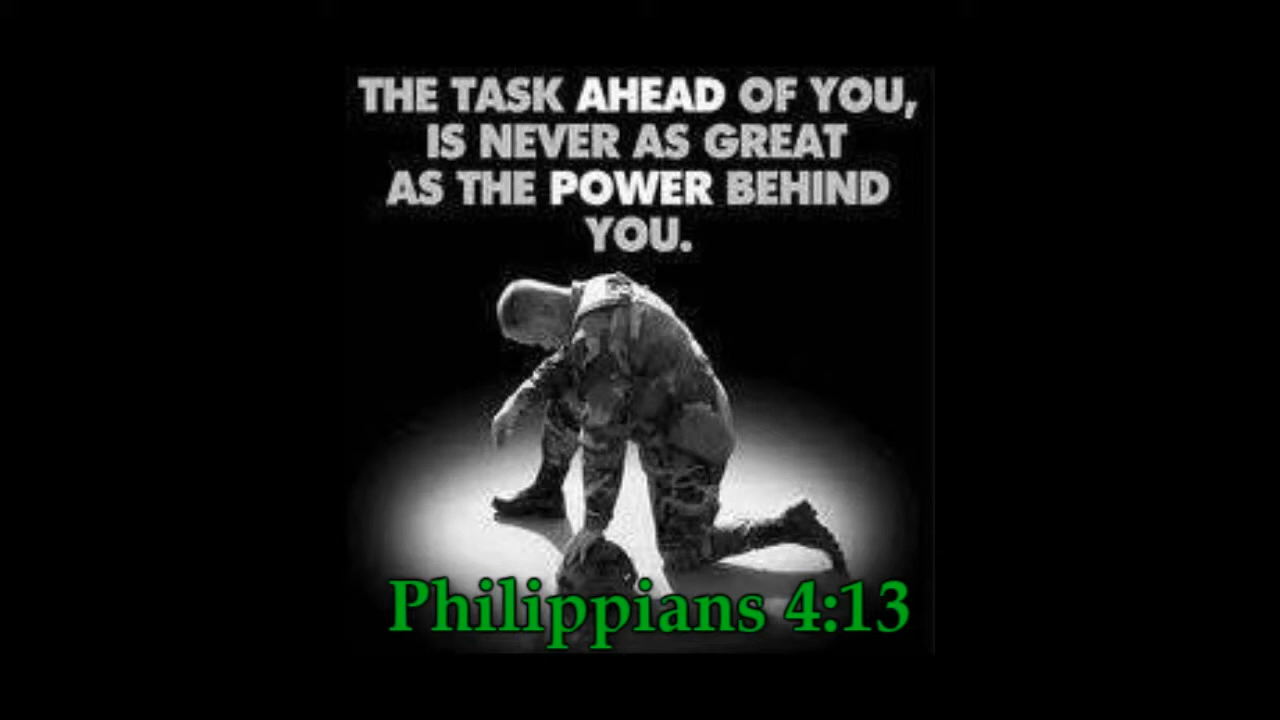 THE TASK AHEAD OF YOU,
IS NEVER AS GREAT
AS THE POWER BEHIND
YOU.
Philippians 4:13